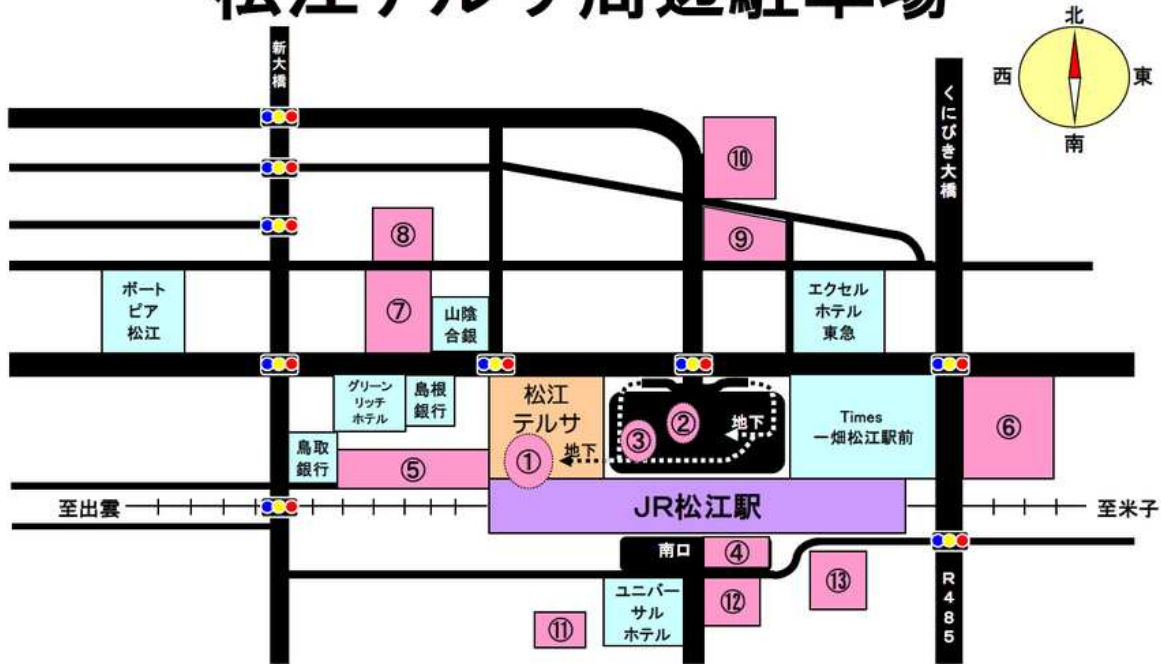 松江テルサ周辺駐車場
北
西
東
南
新大橋
くにびき大橋
⑩
⑧
⑨
ボート
ピア
松江
⑦
山陰
合銀
エクセル
ホテル
東急
グリーン
リッチ
ホテル
島根
銀行
松江
テルサ
②
地下
③
Times
一畑松江駅前
⑥
鳥取
銀行
⑤
①
地下
至出雲
JR松江駅
至米子
南口
④
⑬
ユニバー
サル
ホテル
⑫
⑪
R485